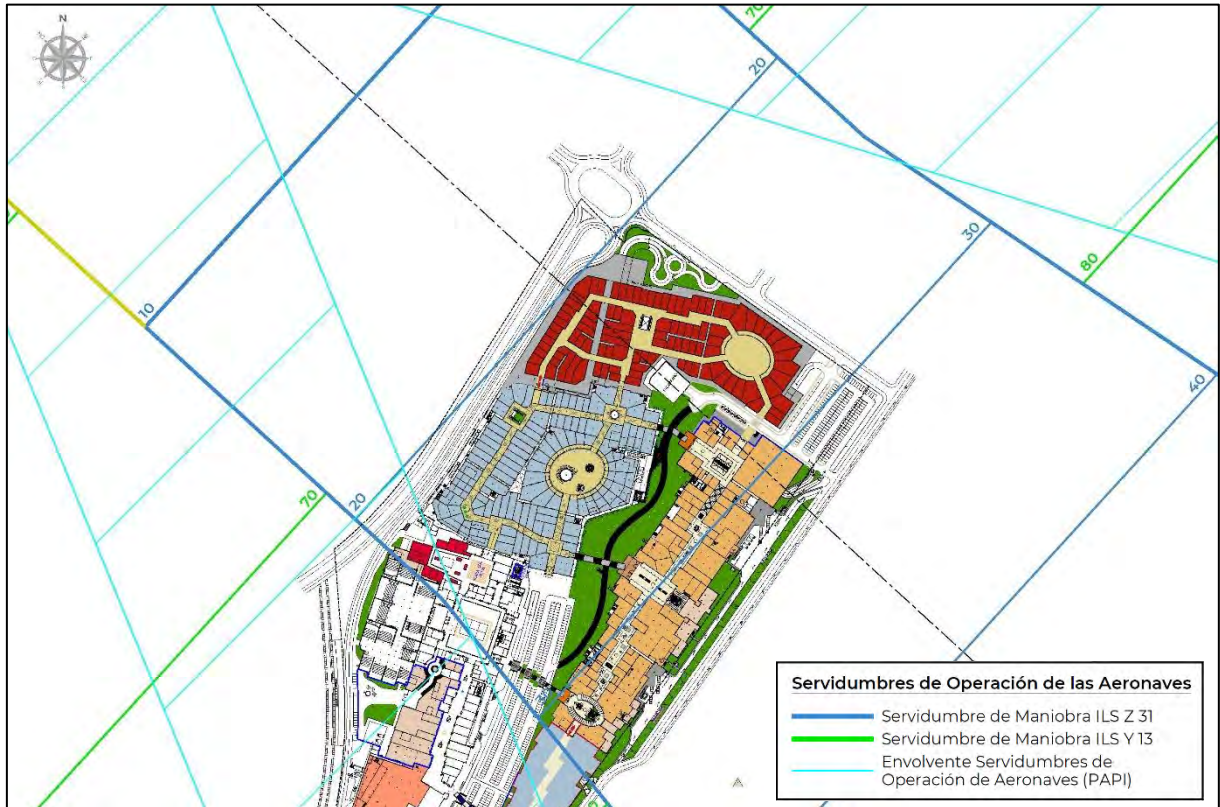 N
70
20
30
80
10
40
70
20
Servidumbres de Operación de las Aeronaves
Servidumbre de Maniobra ILS Z 31
Servidumbre de Maniobra ILS Y 13
Envolvente Servidumbres de
Operación de Aeronaves (PAPI)